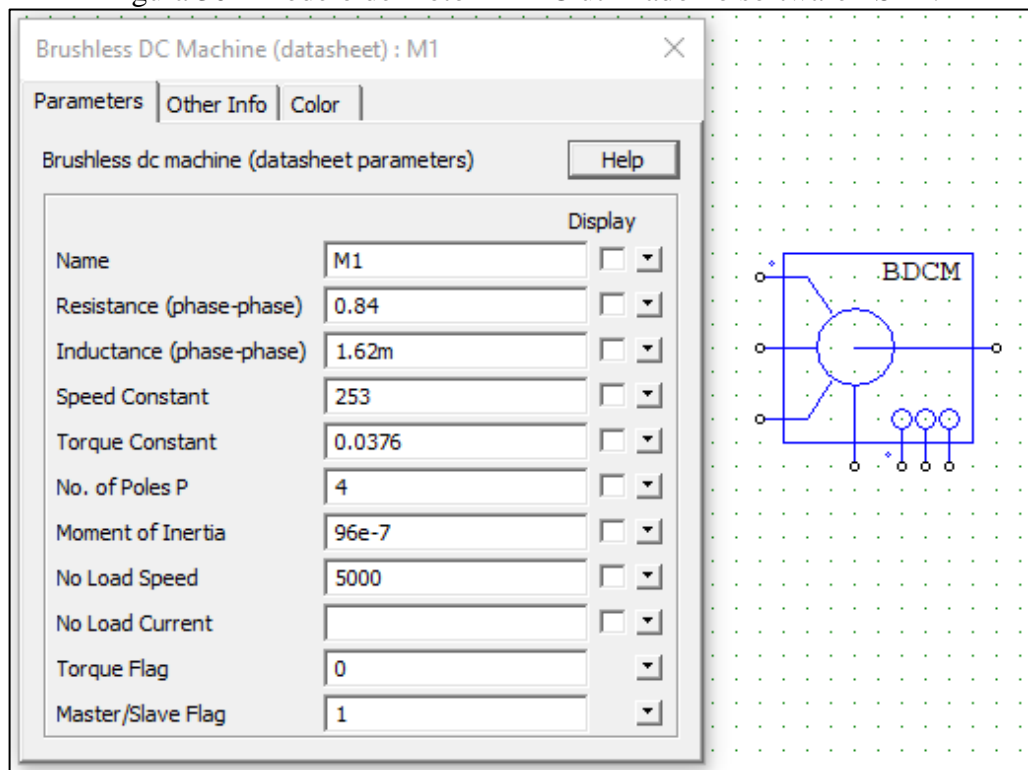 Brushless DC Machine (datasheet) : M1
Parameters Other Info Color
Brushless dc machine (datasheet parameters) Help
Display
Name M1
Resistance (phase-phase) 0.84
Inductance (phase-phase) 1.62m
Speed Constant 253
Torque Constant 0.0376
No. of Poles P 4
Moment of Inertia 96e-7
No Load Speed 5000
No Load Current
Torque Flag 0
Master/Slave Flag 1
BDCM